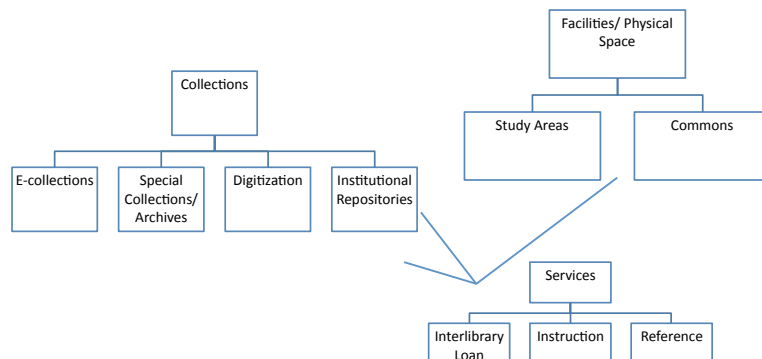 Facilities/ Physical
Space
Collections
Study Areas
Commons
E-collections
Special
Collections/
Archives
Digitization
Institutional
Repositories
Services
Interlibrary
Loan
Instruction
Reference